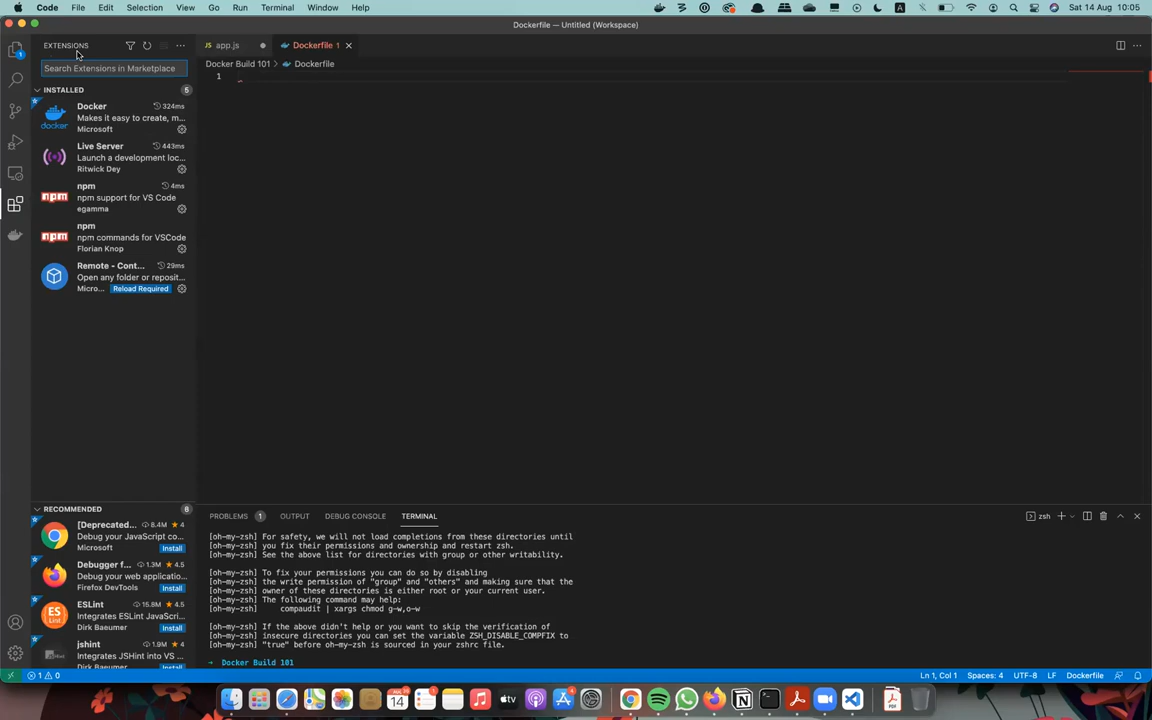 Code File Edit Selection View Go Run Terminal Window Help
A Sat 14 Aug 10:05
Dockerfile — Untitled (Workspace)
EXTENSIONS
JS app.js
Dockerfile 1
Docker Build 101 > Dockerfile
Search Extensions in Marketplace
1
INSTALLED 5
Docker 324ms
Makes it easy to create, m...
Microsoft
Live Server 443ms
Launch a development loc...
Ritwick Dey
npm 4ms
npm support for VS Code
egamma
npm
npm commands for VSCode
Florian Knop
Remote - Cont... 29ms
Open any folder or reposit...
Micro... Reload Required
RECOMMENDED 6
[Deprecated... 8.4M ★ 4
Debug your JavaScript co...
Microsoft Install
Debugger f... 1.3M ★ 4.5
Debug your web applicatio...
Firefox DevTools Install
ESLint 15.8M ★ 4.5
Integrates ESLint JavaScri...
Dirk Baeumer Install
jshint 1.9M ★ 4
Integrates JSHint into VS ...
Dirk Baeumer Install
PROBLEMS 1 OUTPUT DEBUG CONSOLE TERMINAL
zsh
[oh-my-zsh] For safety, we will not load completions from these directories until
[oh-my-zsh] you fix their permissions and ownership and restart zsh.
[oh-my-zsh] See the above list for directories with group or other writability.
[oh-my-zsh] To fix your permissions you can do so by disabling
[oh-my-zsh] the write permission of "group" and "others" and making sure that the
[oh-my-zsh] owner of these directories is either root or your current user.
[oh-my-zsh] The following command may help:
[oh-my-zsh] compaudit | xargs chmod g-w,o-w
[oh-my-zsh] If the above didn't help or you want to skip the verification of
[oh-my-zsh] insecure directories you can set the variable ZSH_DISABLE_COMPFIX to
[oh-my-zsh] "true" before oh-my-zsh is sourced in your zshrc file.
→ Docker Build 101
1 0
Ln 1, Col 1 Spaces: 4 UTF-8 LF Dockerfile